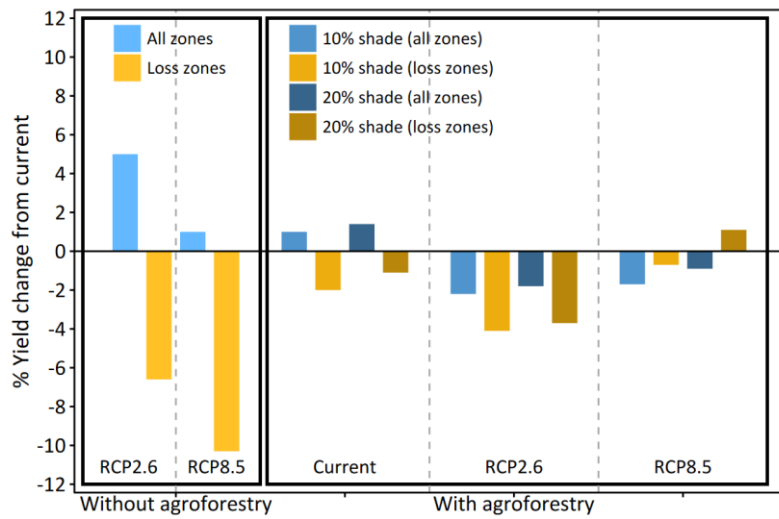 % Yield change from current
12
10
8
6
4
2
0
-2
-4
-6
-8
-10
-12
All zones
Loss zones
10% shade (all zones)
10% shade (loss zones)
20% shade (all zones)
20% shade (loss zones)
RCP2.6
RCP8.5
Current
RCP2.6
RCP8.5
Without agroforestry
With agroforestry